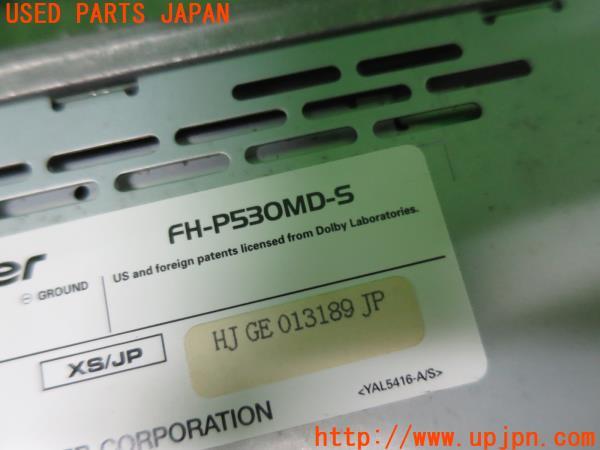 USED PARTS JAPAN
FH-P530MD-S
US and foreign patents licensed from Dolby Laboratories.
⊖ GROUND
XS/JP
HJ GE 013189 JP
<YAL5416-A/S>
CORPORATION
http://www.upjpn.com/